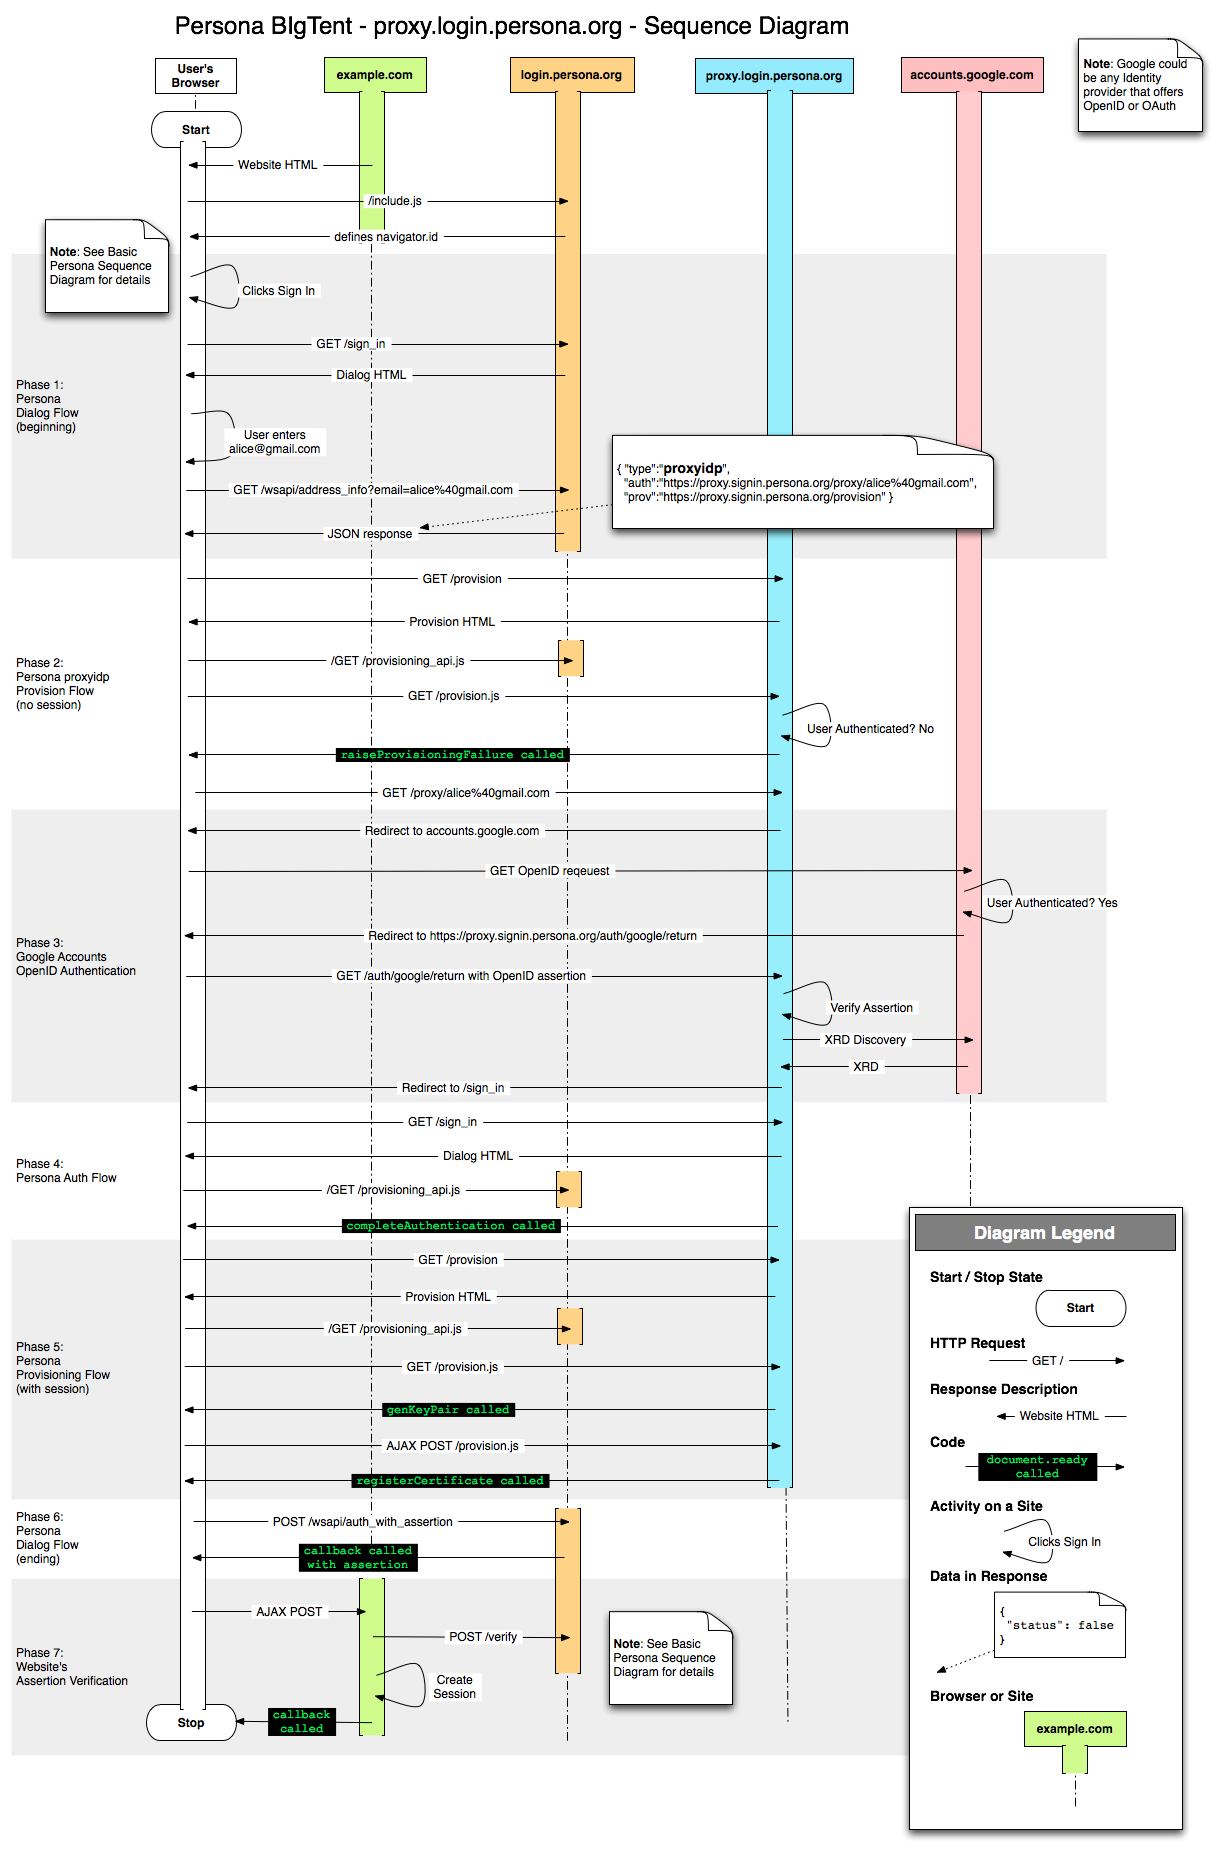 Persona BIgTent - proxy.login.persona.org - Sequence Diagram
User's
Browser
example.com
login.persona.org
proxy.login.persona.org
accounts.google.com
Note: Google could
be any Identity
provider that offers
OpenID or OAuth
Start
Website HTML
/include.js
defines navigator.id
Note: See Basic
Persona Sequence
Diagram for details
Clicks Sign In
GET /sign_in
Dialog HTML
Phase 1:
Persona
Dialog Flow
(beginning)
User enters
alice@gmail.com
{ "type":"proxyidp",
"auth":"https://proxy.signin.persona.org/proxy/alice%40gmail.com",
"prov":"https://proxy.signin.persona.org/provision" }
GET /wsapi/address_info?email=alice%40gmail.com
JSON response
GET /provision
Provision HTML
Phase 2:
Persona proxyidp
Provision Flow
(no session)
/GET /provisioning_api.js
GET /provision.js
User Authenticated? No
raiseProvisioningFailure called
GET /proxy/alice%40gmail.com
Redirect to accounts.google.com
GET OpenID reqeuest
User Authenticated? Yes
Phase 3:
Google Accounts
OpenID Authentication
Redirect to https://proxy.signin.persona.org/auth/google/return
GET /auth/google/return with OpenID assertion
Verify Assertion
XRD Discovery
XRD
Redirect to /sign_in
GET /sign_in
Dialog HTML
Phase 4:
Persona Auth Flow
/GET /provisioning_api.js
completeAuthentication called
GET /provision
Provision HTML
/GET /provisioning_api.js
Phase 5:
Persona
Provisioning Flow
(with session)
GET /provision.js
genKeyPair called
AJAX POST /provision.js
registerCertificate called
Phase 6:
Persona
Dialog Flow
(ending)
POST /wsapi/auth_with_assertion
callback called
with assertion
AJAX POST
POST /verify
Phase 7:
Website's
Assertion Verification
Create
Session
Note: See Basic
Persona Sequence
Diagram for details
Stop
callback
called
Diagram Legend
Start / Stop State
Start
HTTP Request
GET /
Response Description
Website HTML
Code
document.ready
called
Activity on a Site
Clicks Sign In
Data in Response
{
"status": false
}
Browser or Site
example.com